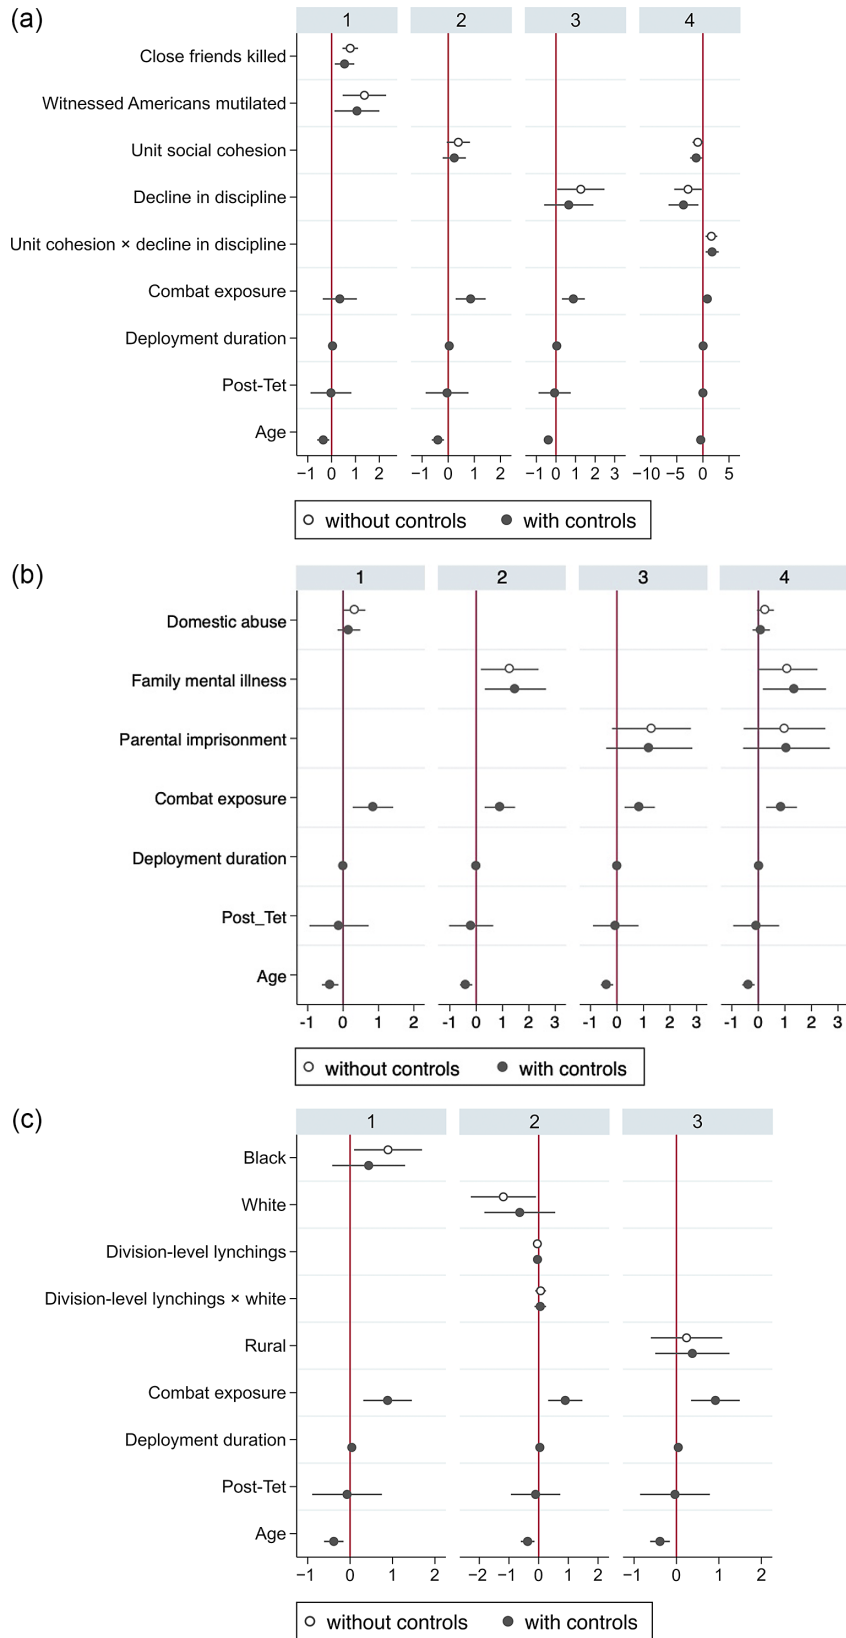 (a)
1 2 3 4
Close friends killed
Witnessed Americans mutilated
Unit social cohesion
Decline in discipline
Unit cohesion × decline in discipline
Combat exposure
Deployment duration
Post-Tet
Age
−1 0 1 2 −1 0 1 2 −1 0 1 2 3 −10 −5 0 5
without controls with controls
(b)
1 2 3 4
Domestic abuse
Family mental illness
Parental imprisonment
Combat exposure
Deployment duration
Post_Tet
Age
-1 0 1 2 -1 0 1 2 3 -1 0 1 2 3 -1 0 1 2 3
without controls with controls
(c)
1 2 3
Black
White
Division-level lynchings
Division-level lynchings × white
Rural
Combat exposure
Deployment duration
Post-Tet
Age
−1 0 1 2 −2 −1 0 1 2 −1 0 1 2
without controls with controls